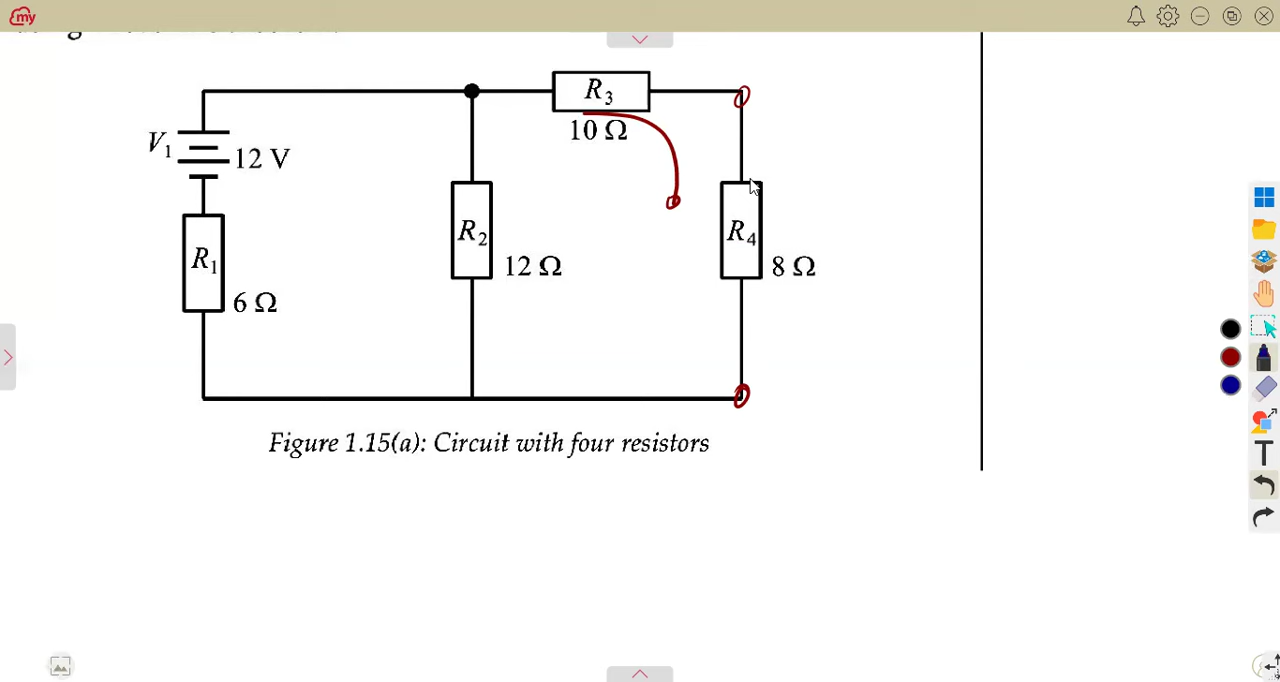 my
R3
10 Ω
V1
12 V
R2
R4
R1
12 Ω
8 Ω
6 Ω
Figure 1.15(a): Circuit with four resistors
T